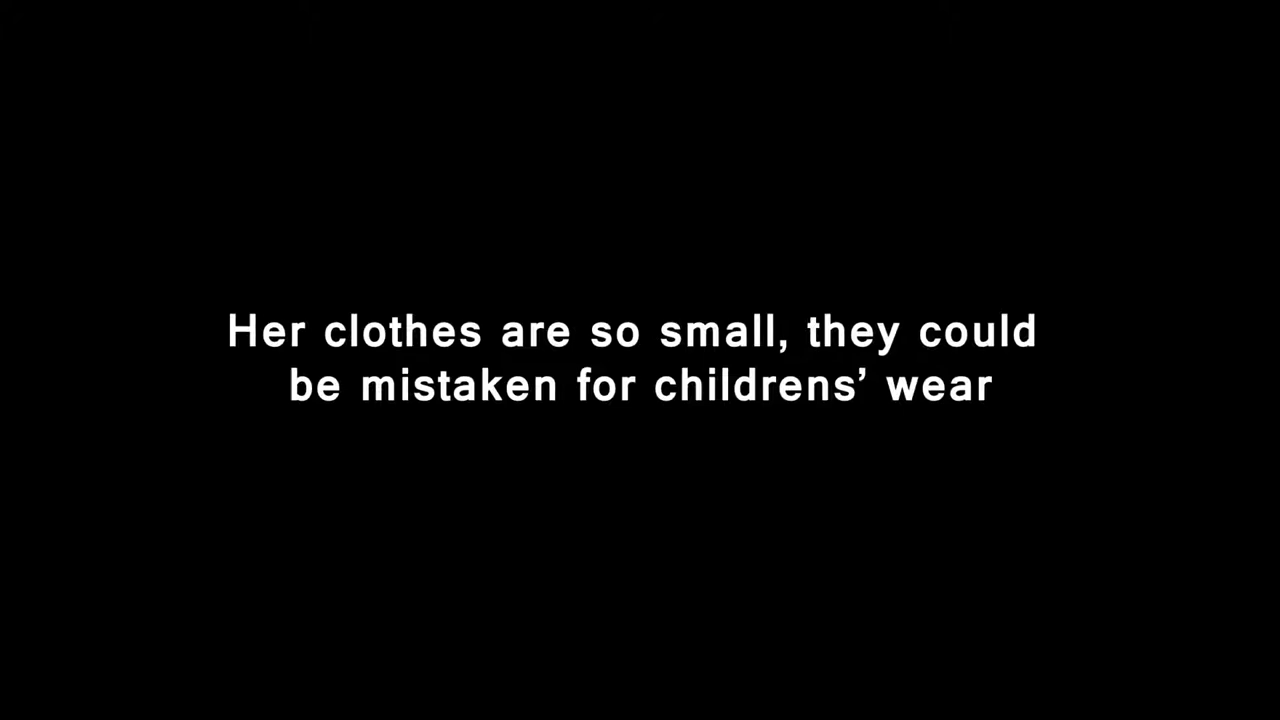 Her clothes are so small, they could
be mistaken for childrens’ wear